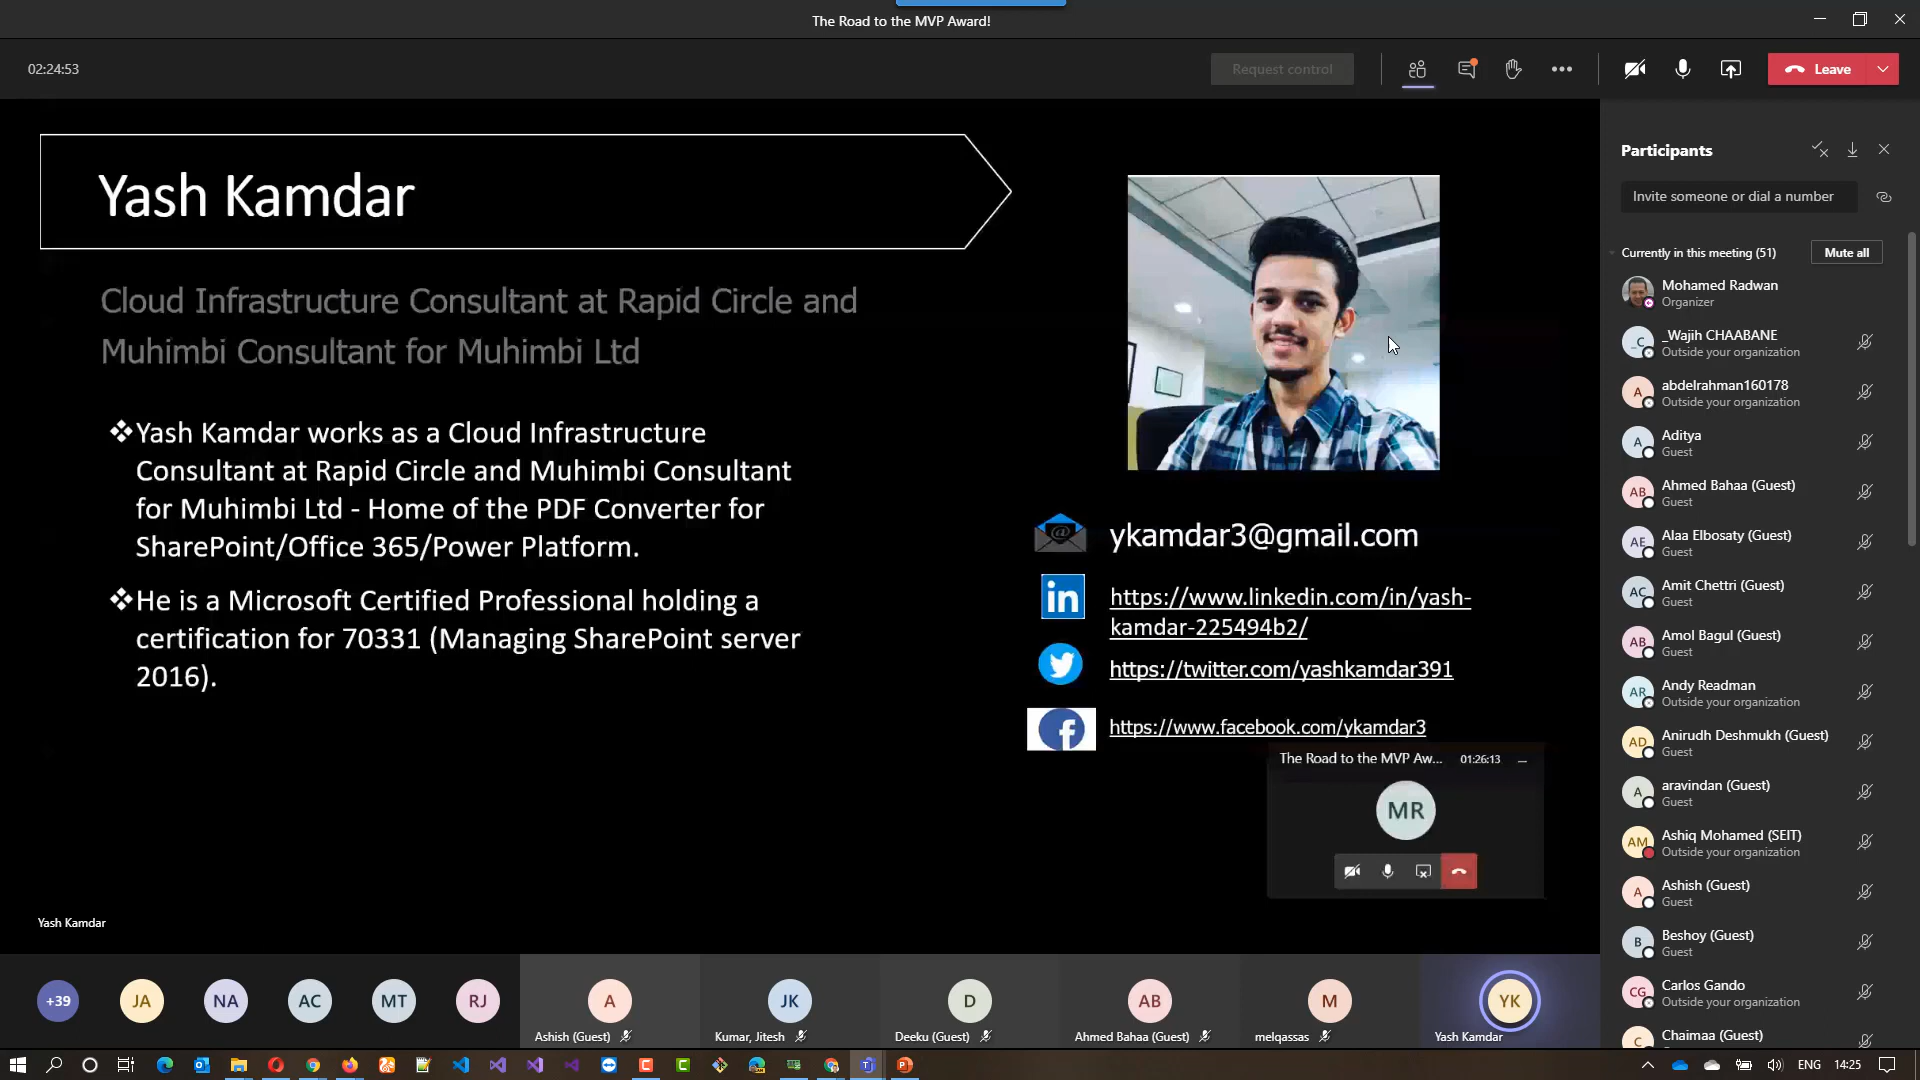 The Road to the MVP Award!
02:24:53
Request control
Leave
Yash Kamdar
Cloud Infrastructure Consultant at Rapid Circle and
Muhimbi Consultant for Muhimbi Ltd
❖Yash Kamdar works as a Cloud Infrastructure
Consultant at Rapid Circle and Muhimbi Consultant
for Muhimbi Ltd - Home of the PDF Converter for
SharePoint/Office 365/Power Platform.
❖He is a Microsoft Certified Professional holding a
certification for 70331 (Managing SharePoint server
2016).
ykamdar3@gmail.com
in
https://www.linkedin.com/in/yash-
kamdar-225494b2/
https://twitter.com/yashkamdar391
f
https://www.facebook.com/ykamdar3
The Road to the MVP Aw... 01:26:13
MR
Yash Kamdar
+39
JA
NA
AC
MT
RJ
A
Ashish (Guest)
JK
Kumar, Jitesh
D
Deeku (Guest)
AB
Ahmed Bahaa (Guest)
M
melqassas
YK
Yash Kamdar
Participants
Invite someone or dial a number
Currently in this meeting (51)
Mute all
Mohamed Radwan
Organizer
_C
_Wajih CHAABANE
Outside your organization
A
abdelrahman160178
Outside your organization
A
Aditya
Guest
AB
Ahmed Bahaa (Guest)
Guest
AE
Alaa Elbosaty (Guest)
Guest
AC
Amit Chettri (Guest)
Guest
AB
Amol Bagul (Guest)
Guest
AR
Andy Readman
Outside your organization
AD
Anirudh Deshmukh (Guest)
Guest
A
aravindan (Guest)
Guest
AM
Ashiq Mohamed (SEIT)
Outside your organization
A
Ashish (Guest)
Guest
B
Beshoy (Guest)
Guest
CG
Carlos Gando
Outside your organization
C
Chaimaa (Guest)
ENG
14:25